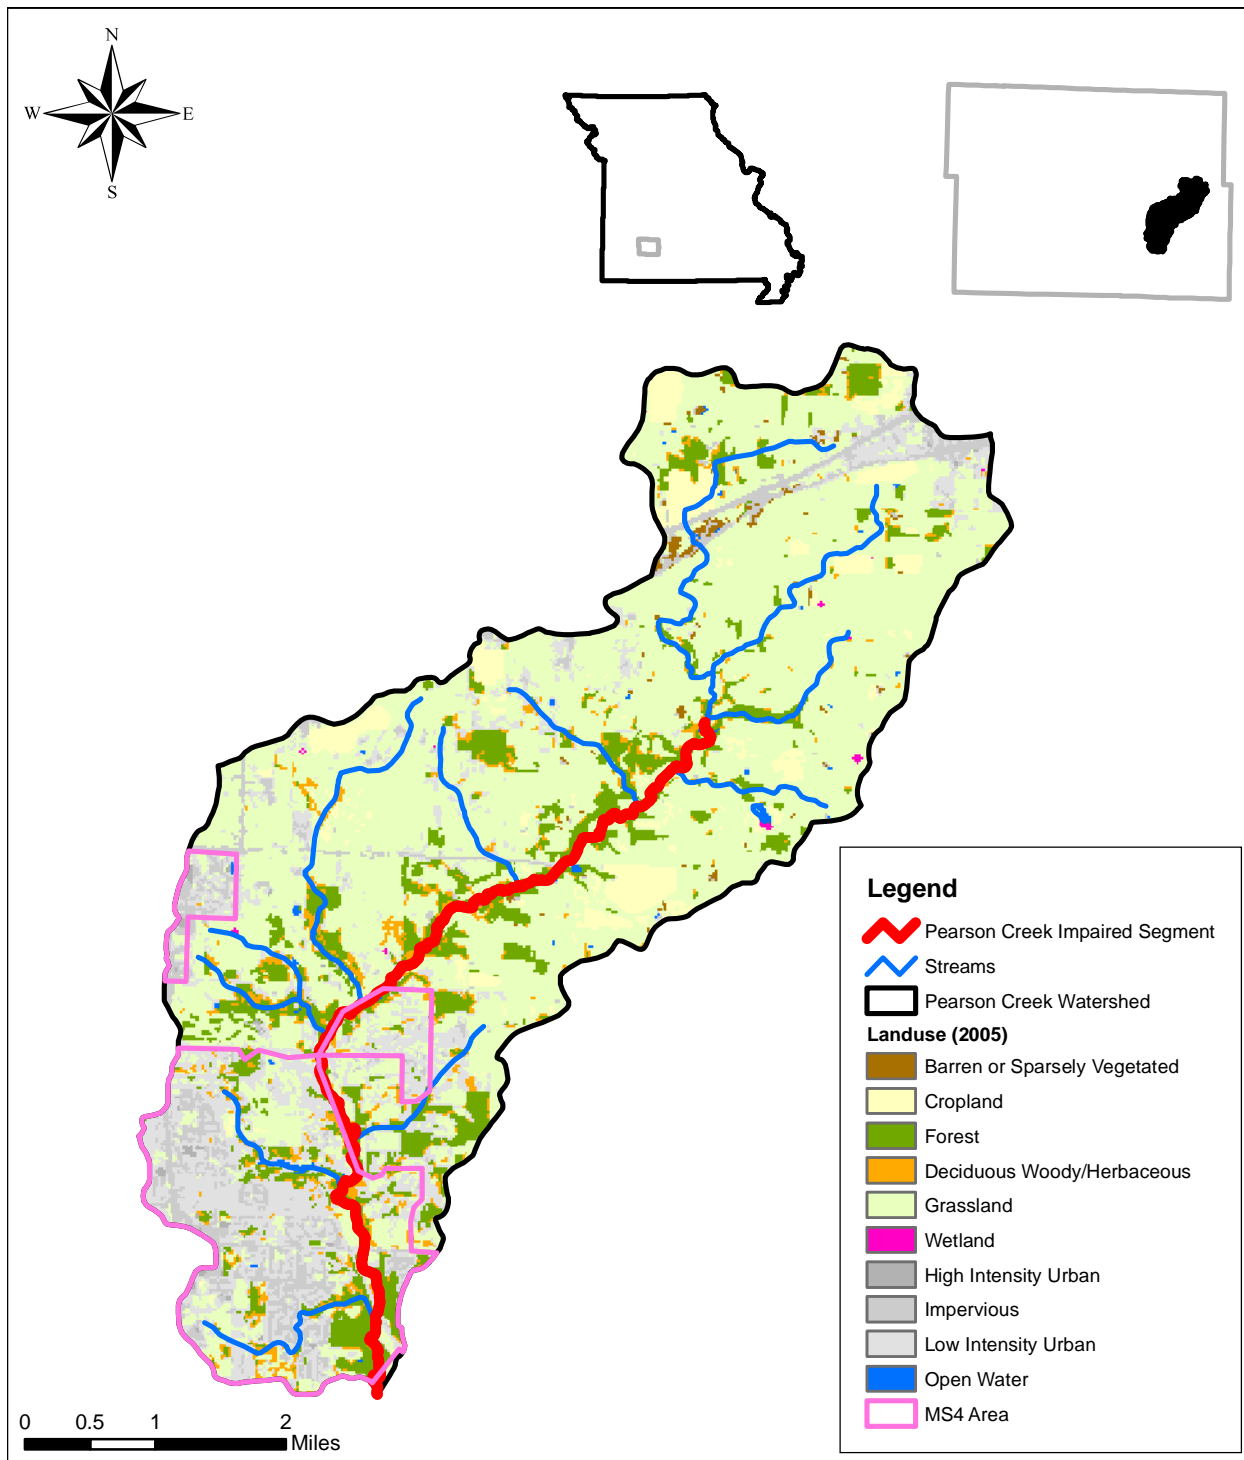 N
W E
S
Legend
Pearson Creek Impaired Segment
Streams
Pearson Creek Watershed
Landuse (2005)
Barren or Sparsely Vegetated
Cropland
Forest
Deciduous Woody/Herbaceous
Grassland
Wetland
High Intensity Urban
Impervious
Low Intensity Urban
Open Water
MS4 Area
0 0.5 1 2
Miles